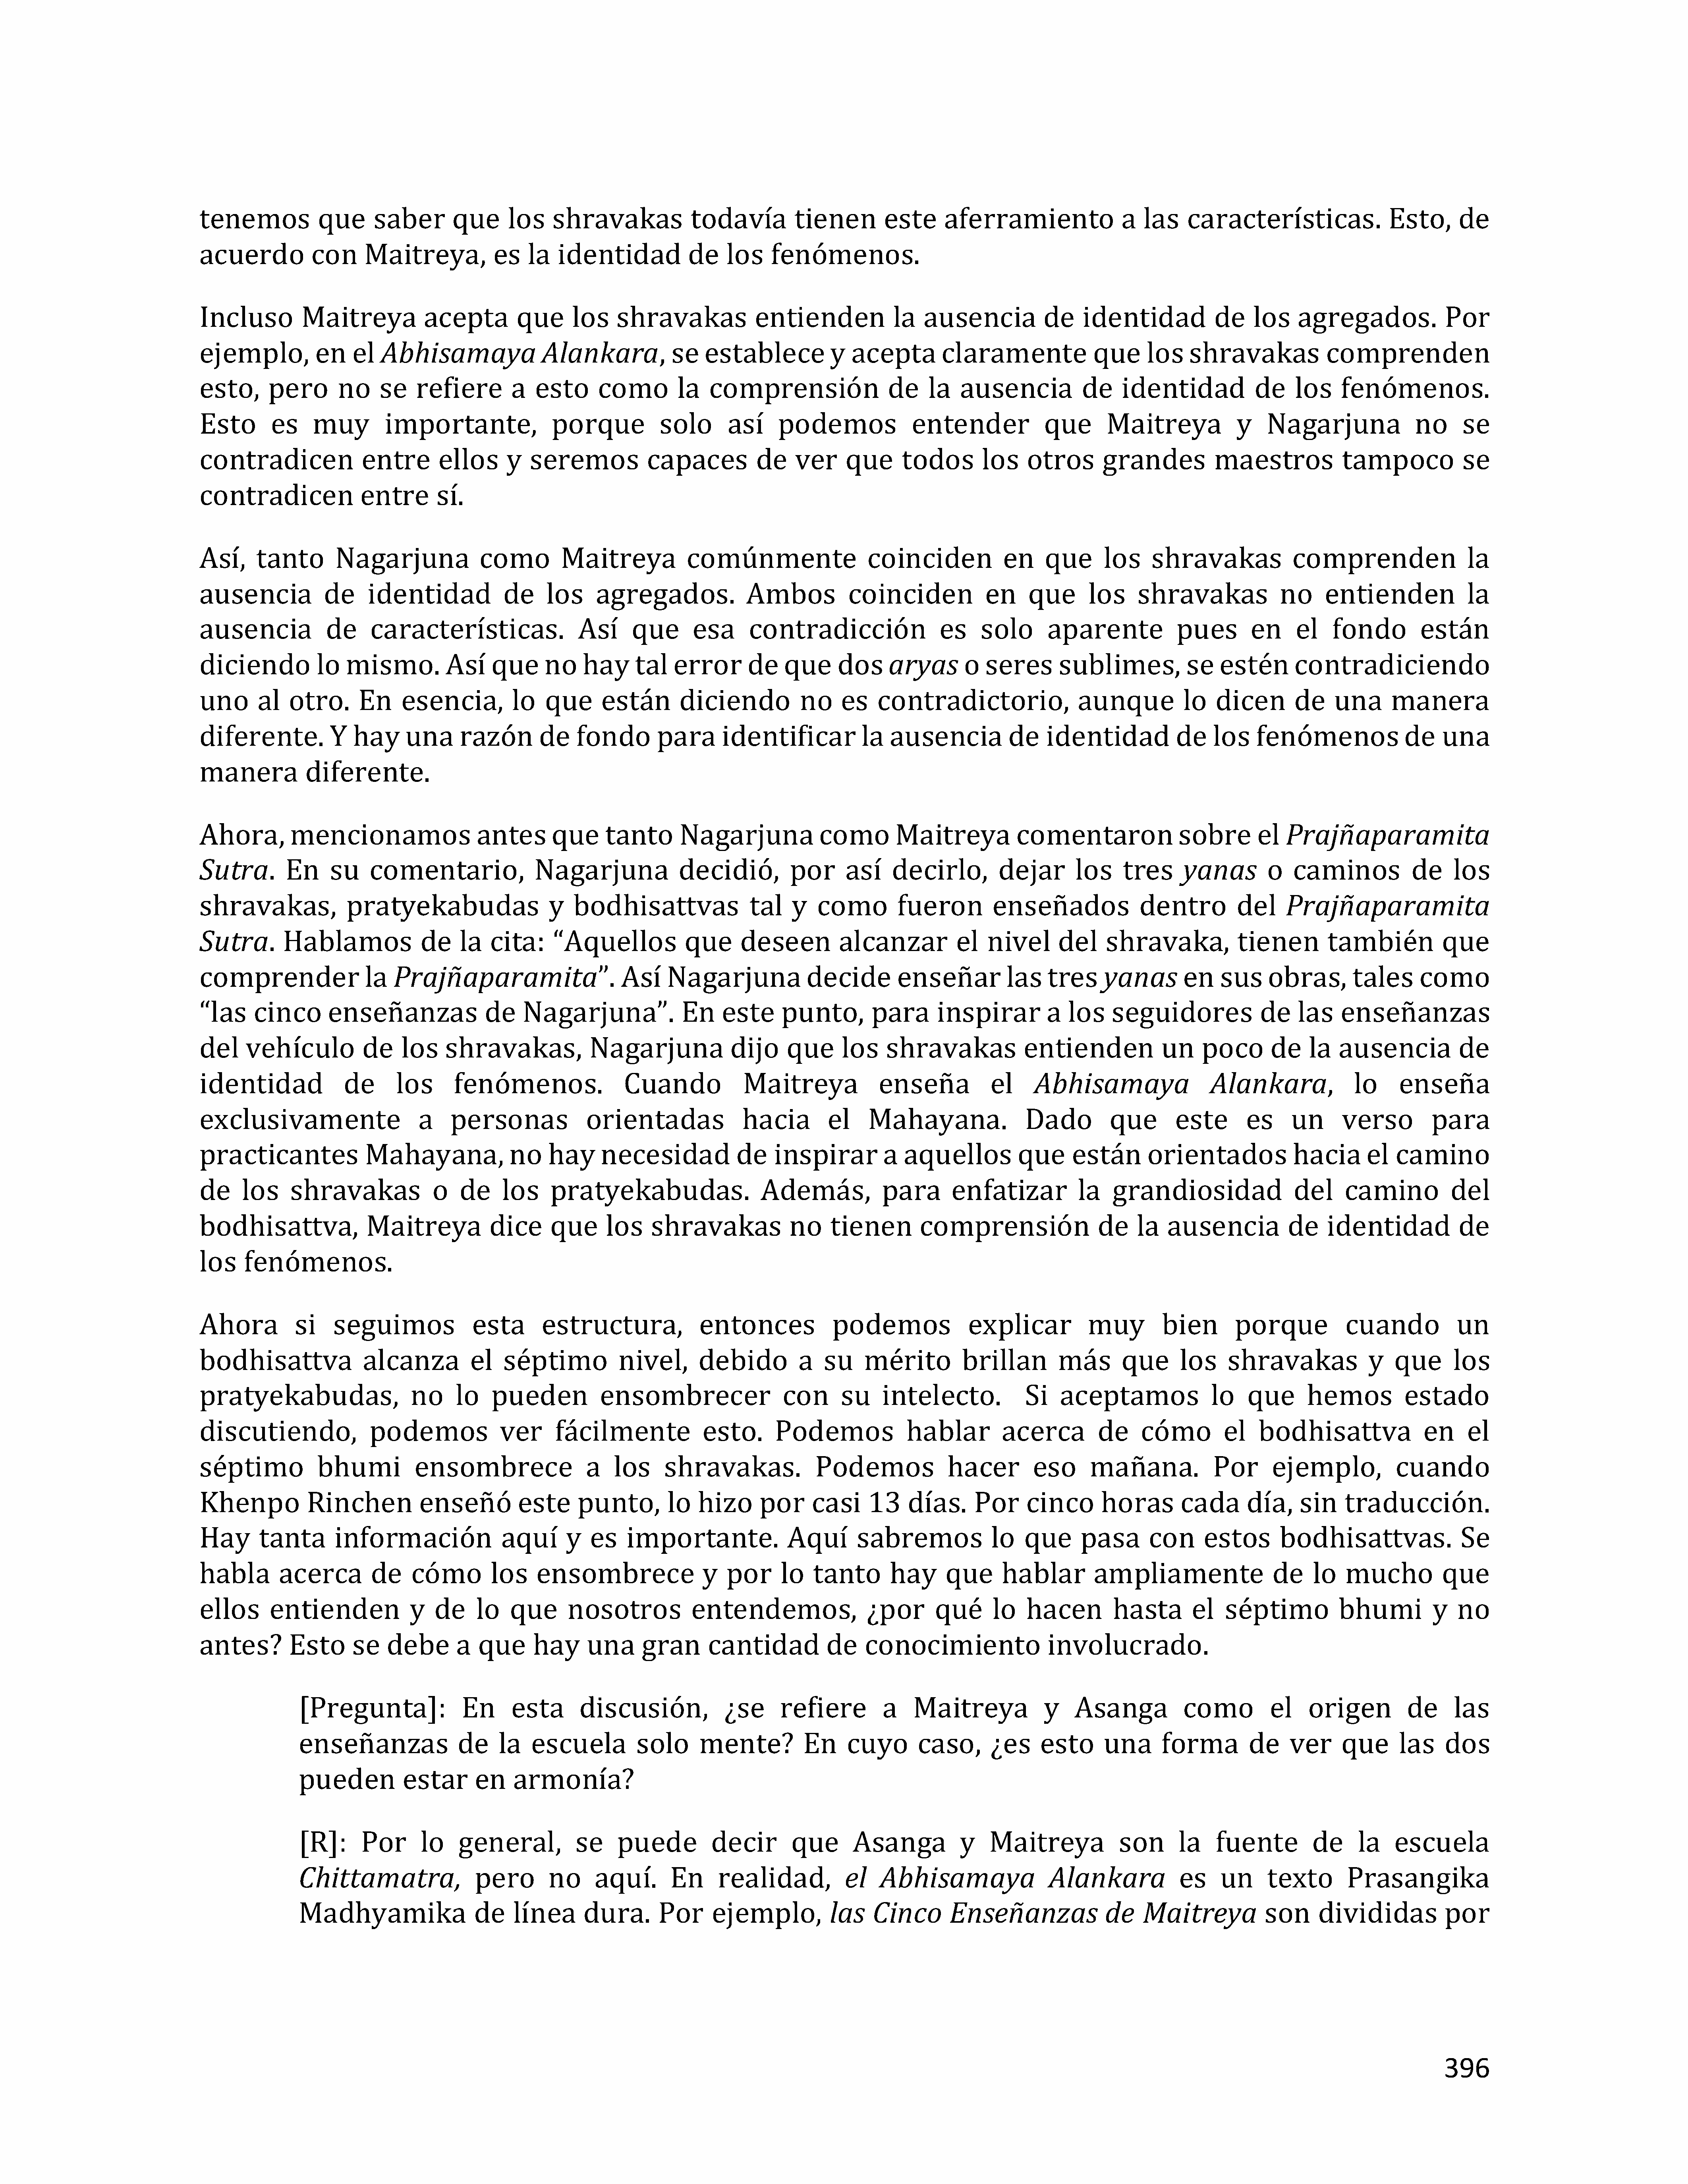 tenemos que saber que los shravakas todavía tienen este aferramiento a las características. Esto, de
acuerdo con Maitreya, es la identidad de los fenómenos.
Incluso Maitreya acepta que los shravakas entienden la ausencia de identidad de los agregados. Por
ejemplo, en el Abhisamaya Alankara, se establece y acepta claramente que los shravakas comprenden
esto, pero no se refiere a esto como la comprensión de la ausencia de identidad de los fenómenos.
Esto es muy importante, porque solo así podemos entender que Maitreya y Nagarjuna no se
contradicen entre ellos y seremos capaces de ver que todos los otros grandes maestros tampoco se
contradicen entre sí.
Así, tanto Nagarjuna como Maitreya comúnmente coinciden en que los shravakas comprenden la
ausencia de identidad de los agregados. Ambos coinciden en que los shravakas no entienden la
ausencia de características. Así que esa contradicción es solo aparente pues en el fondo están
diciendo lo mismo. Así que no hay tal error de que dos aryas o seres sublimes, se estén contradiciendo
uno al otro. En esencia, lo que están diciendo no es contradictorio, aunque lo dicen de una manera
diferente. Y hay una razón de fondo para identificar la ausencia de identidad de los fenómenos de una
manera diferente.
Ahora, mencionamos antes que tanto Nagarjuna como Maitreya comentaron sobre el Prajñaparamita
Sutra. En su comentario, Nagarjuna decidió, por así decirlo, dejar los tres yanas o caminos de los
shravakas, pratyekabudas y bodhisattvas tal y como fueron enseñados dentro del Prajñaparamita
Sutra. Hablamos de la cita: “Aquellos que deseen alcanzar el nivel del shravaka, tienen también que
comprender la Prajñaparamita”. Así Nagarjuna decide enseñar las tres yanas en sus obras, tales como
“las cinco enseñanzas de Nagarjuna”. En este punto, para inspirar a los seguidores de las enseñanzas
del vehículo de los shravakas, Nagarjuna dijo que los shravakas entienden un poco de la ausencia de
identidad de los fenómenos. Cuando Maitreya enseña el Abhisamaya Alankara, lo enseña
exclusivamente a personas orientadas hacia el Mahayana. Dado que este es un verso para
practicantes Mahayana, no hay necesidad de inspirar a aquellos que están orientados hacia el camino
de los shravakas o de los pratyekabudas. Además, para enfatizar la grandiosidad del camino del
bodhisattva, Maitreya dice que los shravakas no tienen comprensión de la ausencia de identidad de
los fenómenos.
Ahora si seguimos esta estructura, entonces podemos explicar muy bien porque cuando un
bodhisattva alcanza el séptimo nivel, debido a su mérito brillan más que los shravakas y que los
pratyekabudas, no lo pueden ensombrecer con su intelecto.  Si aceptamos lo que hemos estado
discutiendo, podemos ver fácilmente esto. Podemos hablar acerca de cómo el bodhisattva en el
séptimo bhumi ensombrece a los shravakas. Podemos hacer eso mañana. Por ejemplo, cuando
Khenpo Rinchen enseñó este punto, lo hizo por casi 13 días. Por cinco horas cada día, sin traducción.
Hay tanta información aquí y es importante. Aquí sabremos lo que pasa con estos bodhisattvas. Se
habla acerca de cómo los ensombrece y por lo tanto hay que hablar ampliamente de lo mucho que
ellos entienden y de lo que nosotros entendemos, ¿por qué lo hacen hasta el séptimo bhumi y no
antes? Esto se debe a que hay una gran cantidad de conocimiento involucrado.
[Pregunta]: En esta discusión, ¿se refiere a Maitreya y Asanga como el origen de las
enseñanzas de la escuela solo mente? En cuyo caso, ¿es esto una forma de ver que las dos
pueden estar en armonía?
[R]: Por lo general, se puede decir que Asanga y Maitreya son la fuente de la escuela
Chittamatra, pero no aquí. En realidad, el Abhisamaya Alankara es un texto Prasangika
Madhyamika de línea dura. Por ejemplo, las Cinco Enseñanzas de Maitreya son divididas por
396